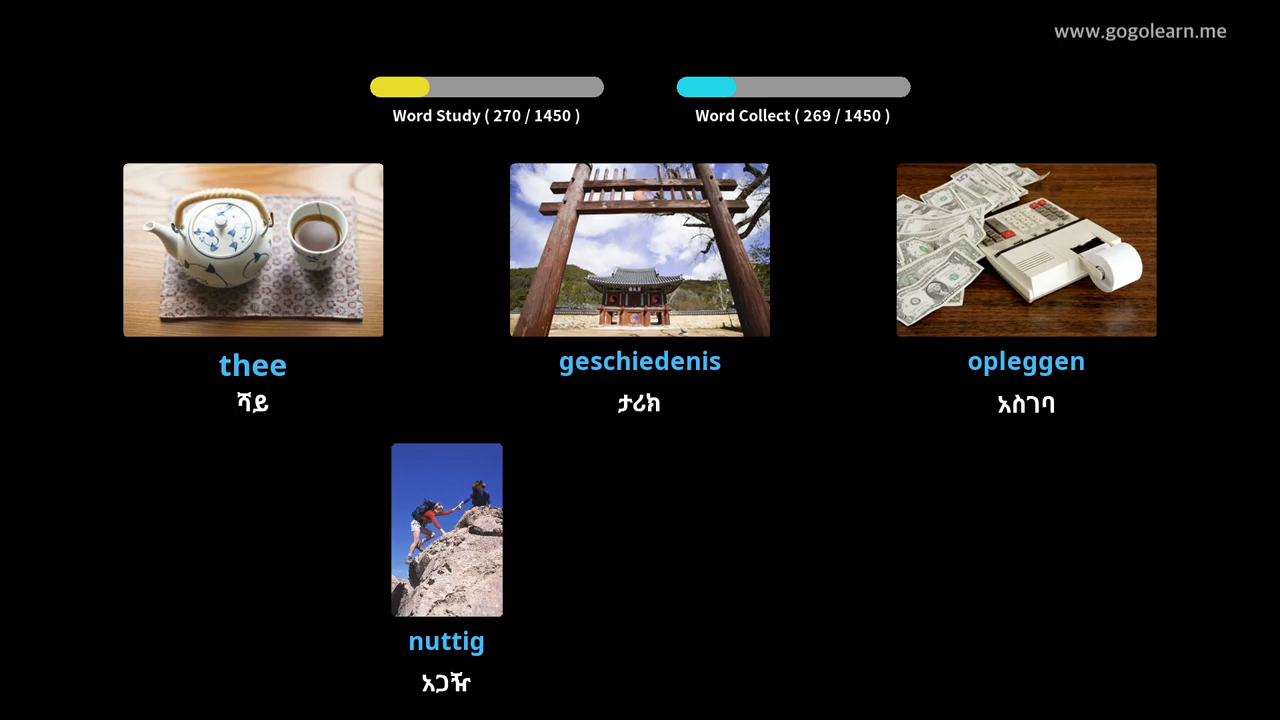 www.gogolearn.me
Word Study ( 270 / 1450 )
Word Collect ( 269 / 1450 )
thee
ሻይ
geschiedenis
ታሪክ
opleggen
አስገባ
nuttig
አጋዥ